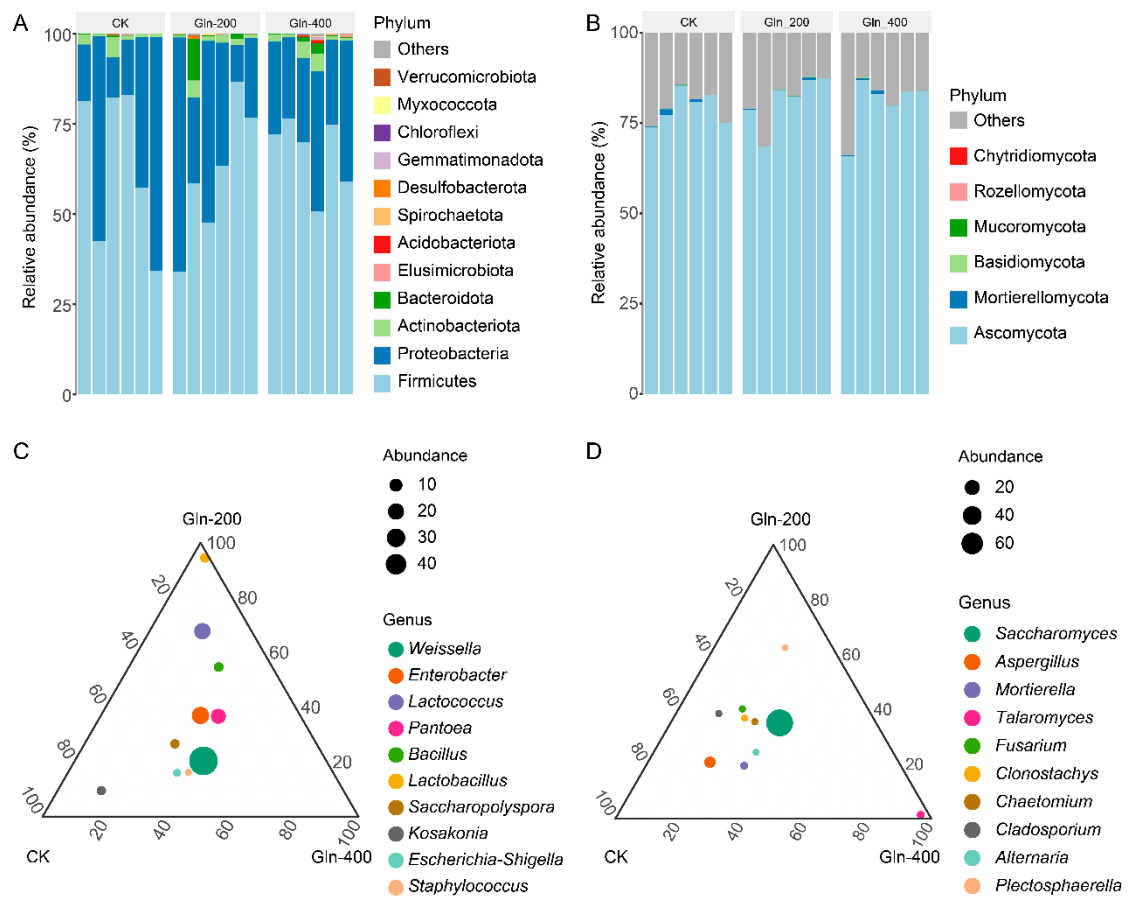 A
CK
Gln-200
Gln-400
Relative abundance (%)
100
75
50
25
0
Phylum
Others
Verrucomicrobiota
Myxococcota
Chloroflexi
Gemmatimonadota
Desulfobacterota
Spirochaetota
Acidobacteriota
Elusimicrobiota
Bacteroidota
Actinobacteriota
Proteobacteria
Firmicutes
B
CK
Gln_200
Gln_400
Relative abundance (%)
100
75
50
25
0
Phylum
Others
Chytridiomycota
Rozellomycota
Mucoromycota
Basidiomycota
Mortierellomycota
Ascomycota
C
Gln-200
100
20
80
40
60
60
40
80
20
100
20
40
60
80
100
CK
Gln-400
Abundance
10
20
30
40
Genus
Weissella
Enterobacter
Lactococcus
Pantoea
Bacillus
Lactobacillus
Saccharopolyspora
Kosakonia
Escherichia-Shigella
Staphylococcus
D
Gln-200
100
20
80
40
60
60
40
80
20
100
20
40
60
80
100
CK
Gln-400
Abundance
20
40
60
Genus
Saccharomyces
Aspergillus
Mortierella
Talaromyces
Fusarium
Clonostachys
Chaetomium
Cladosporium
Alternaria
Plectosphaerella